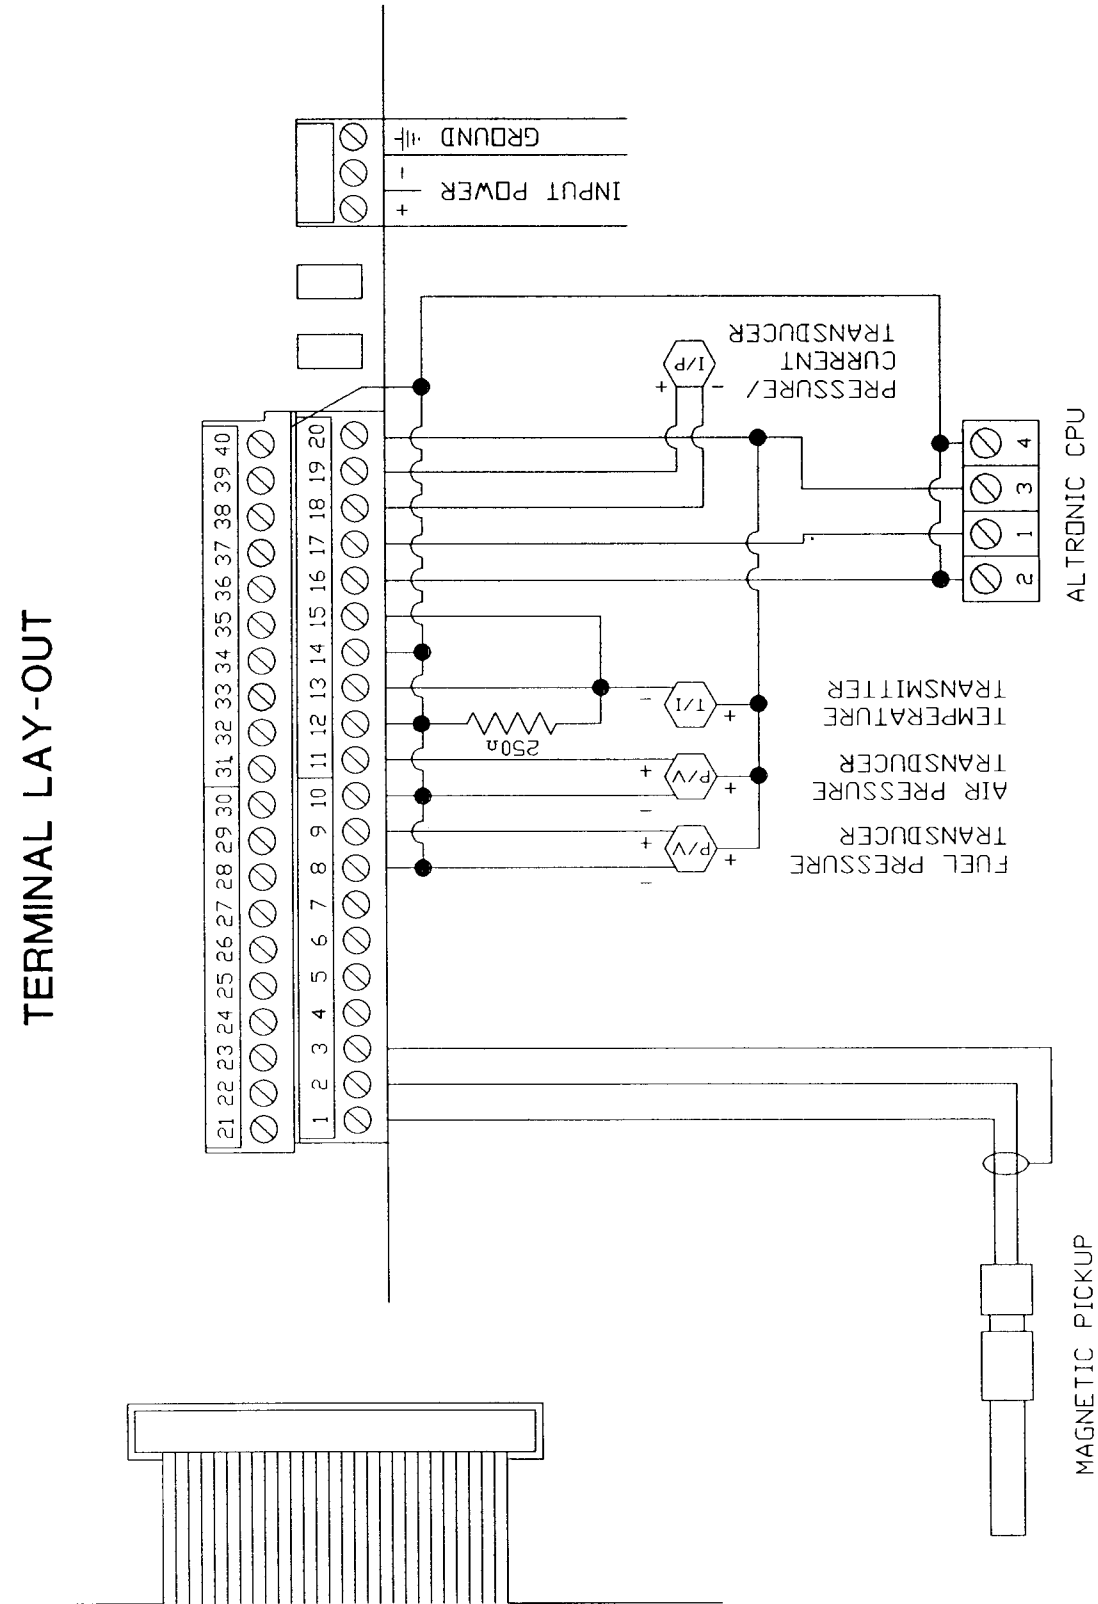 TERMINAL LAY-OUT
21 22 23 24 25 26 27 28 29 30 31 32 33 34 35 36 37 38 39 40
1 2 3 4 5 6 7 8 9 10 11 12 13 14 15 16 17 18 19 20
GROUND
-
+
INPUT POWER
I/P
+
-
PRESSURE/
CURRENT
TRANSDUCER
T/I
-
+
TEMPERATURE
TRANSMITTER
250Ω
P/V
+
-
+
AIR PRESSURE
TRANSDUCER
P/V
+
-
+
FUEL PRESSURE
TRANSDUCER
2 1 3 4
ALTRONIC CPU
MAGNETIC PICKUP